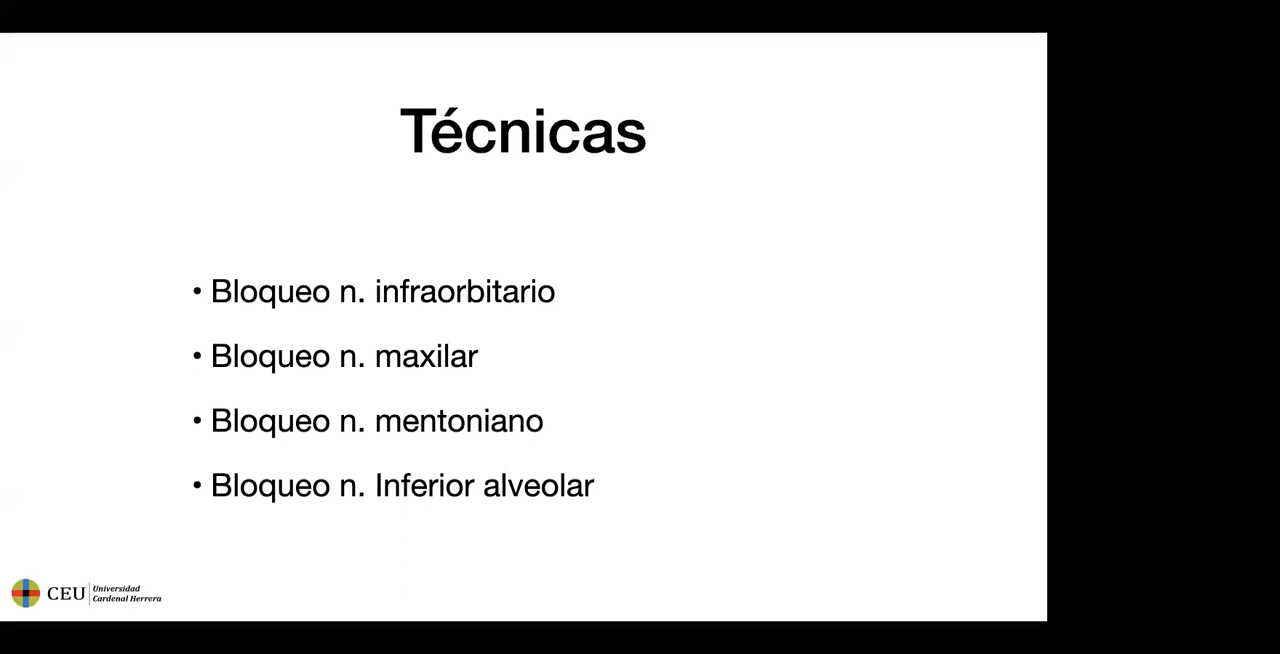 Técnicas
• Bloqueo n. infraorbitario
• Bloqueo n. maxilar
• Bloqueo n. mentoniano
• Bloqueo n. Inferior alveolar
CEU
Universidad
Cardenal Herrera